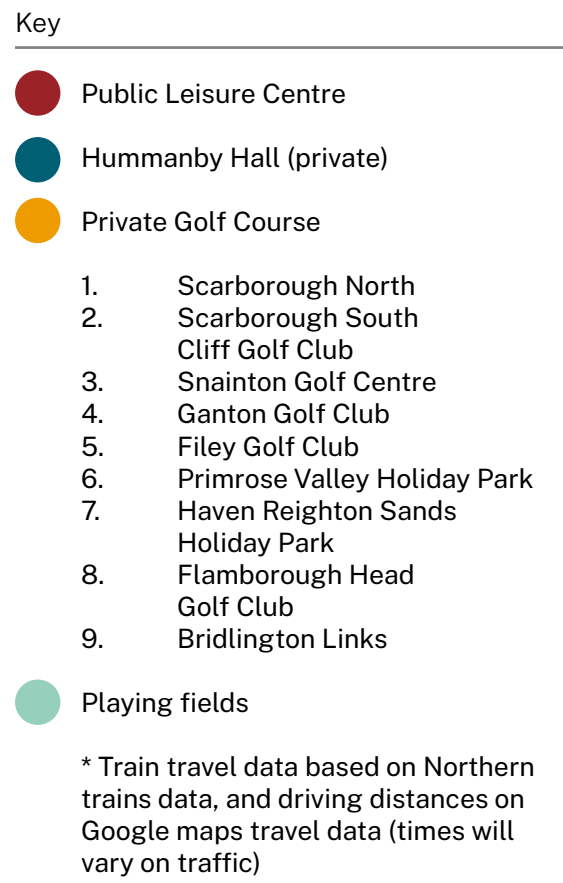 Key
Public Leisure Centre
Hummanby Hall (private)
Private Golf Course
1. Scarborough North
2. Scarborough South
Cliff Golf Club
3. Snainton Golf Centre
4. Ganton Golf Club
5. Filey Golf Club
6. Primrose Valley Holiday Park
7. Haven Reighton Sands
Holiday Park
8. Flamborough Head
Golf Club
9. Bridlington Links
Playing fields
* Train travel data based on Northern
trains data, and driving distances on
Google maps travel data (times will
vary on traffic)